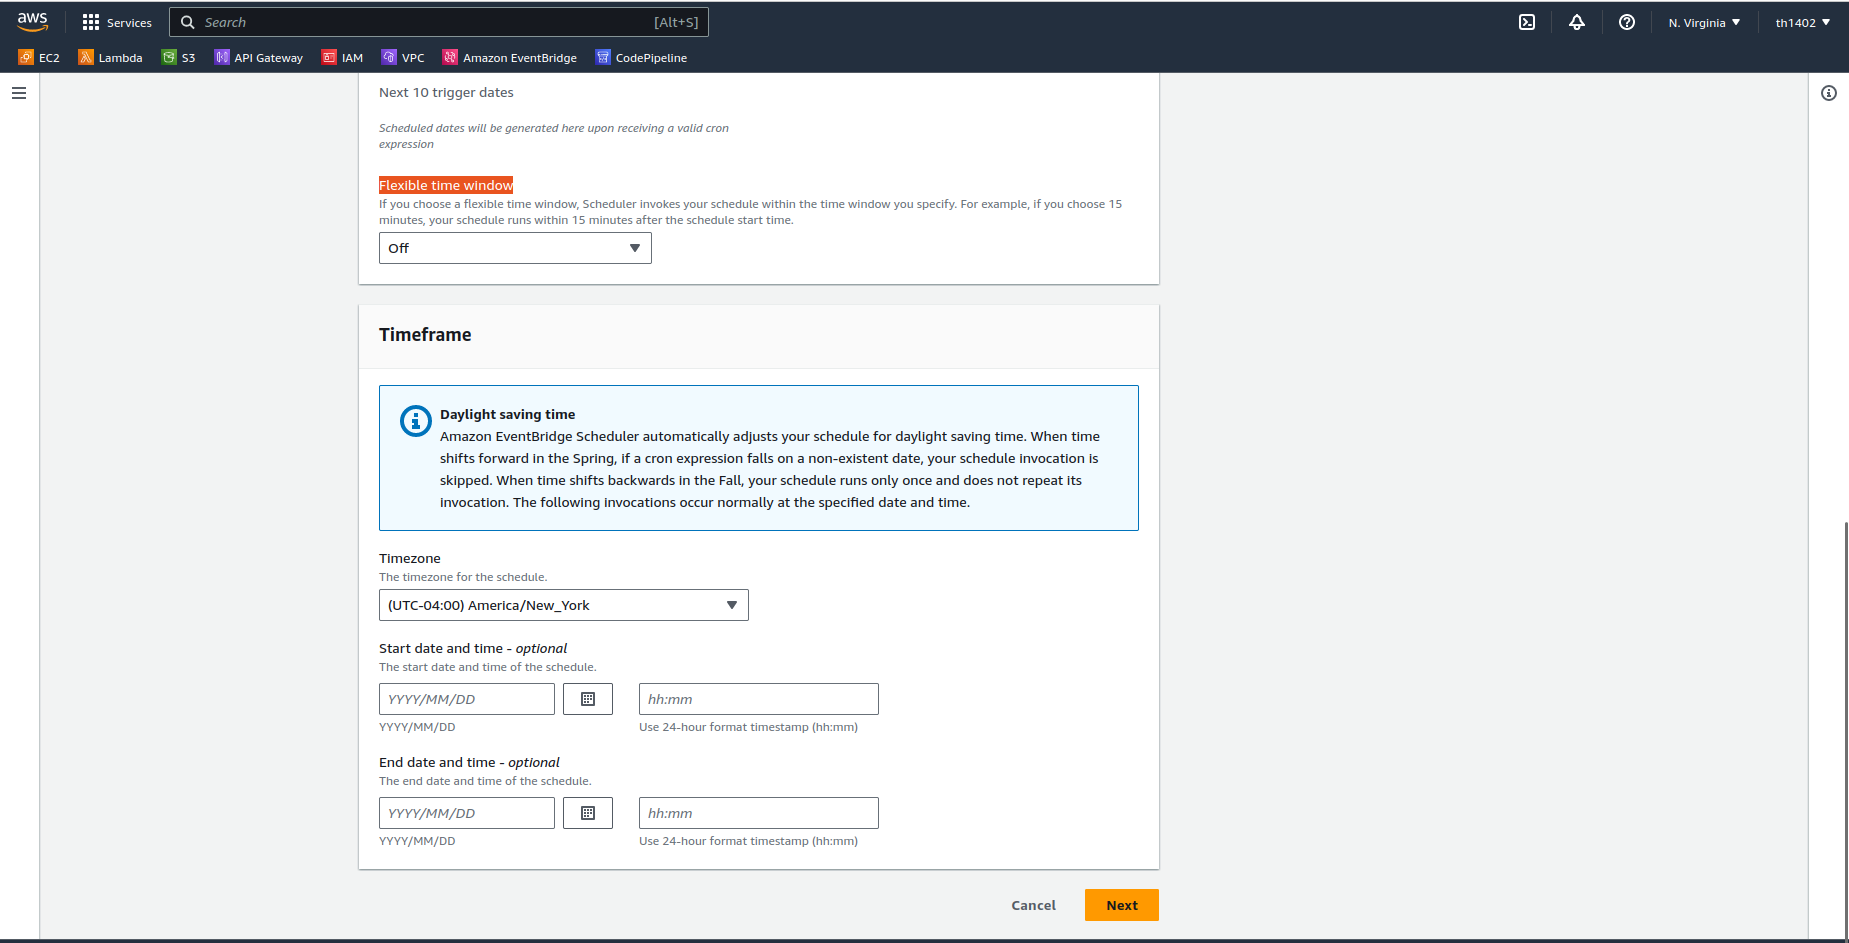 aws
Services
Search
[Alt+S]
N. Virginia
th1402
EC2
Lambda
S3
API Gateway
IAM
VPC
Amazon EventBridge
CodePipeline
Next 10 trigger dates
Scheduled dates will be generated here upon receiving a valid cron
expression
Flexible time window
If you choose a flexible time window, Scheduler invokes your schedule within the time window you specify. For example, if you choose 15
minutes, your schedule runs within 15 minutes after the schedule start time.
Off
Timeframe
Daylight saving time
Amazon EventBridge Scheduler automatically adjusts your schedule for daylight saving time. When time
shifts forward in the Spring, if a cron expression falls on a non-existent date, your schedule invocation is
skipped. When time shifts backwards in the Fall, your schedule runs only once and does not repeat its
invocation. The following invocations occur normally at the specified date and time.
Timezone
The timezone for the schedule.
(UTC-04:00) America/New_York
Start date and time - optional
The start date and time of the schedule.
YYYY/MM/DD
hh:mm
YYYY/MM/DD
Use 24-hour format timestamp (hh:mm)
End date and time - optional
The end date and time of the schedule.
YYYY/MM/DD
hh:mm
YYYY/MM/DD
Use 24-hour format timestamp (hh:mm)
Cancel
Next